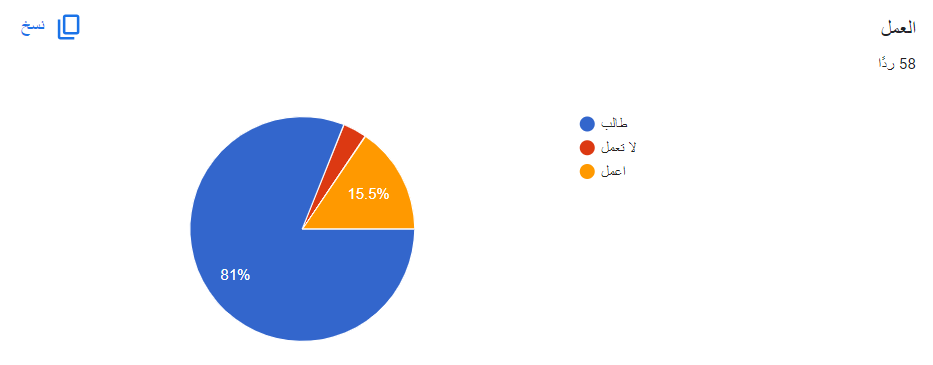 العمل
نسخ
58 ردًا
طالب
لا تعمل
اعمل
15.5%
81%